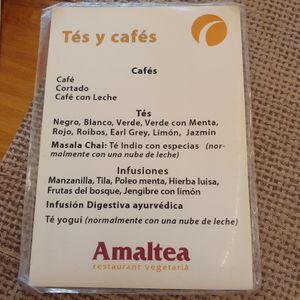 Tés y cafés
Cafés
Café
Cortado
Café con Leche
Tés
Negro, Blanco, Verde, Verde con Menta,
Rojo, Roibos, Earl Grey, Limón, Jazmín
Masala Chai: Té Indio con especias (nor-
malmente con una nube de leche)
Infusiones
Manzanilla, Tila, Poleo menta, Hierba luisa,
Frutas del bosque, Jengibre con limón
Infusión Digestiva ayurvédica
Té yogui (normalmente con una nube de leche)
Amaltea
restaurant vegetarià